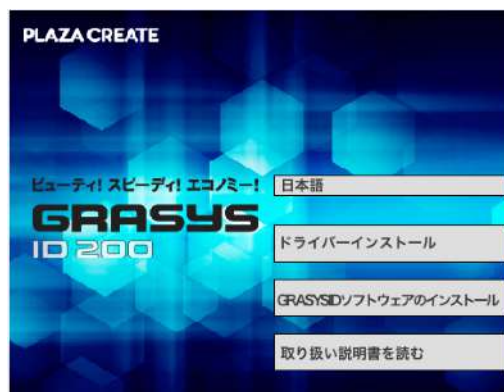 PLAZA CREATE
ビューティ! スピーディ! エコノミー!
GRASYS
ID 200
日本語
ドライバーインストール
GRASYSIDソフトウェアのインストール
取り扱い説明書を読む